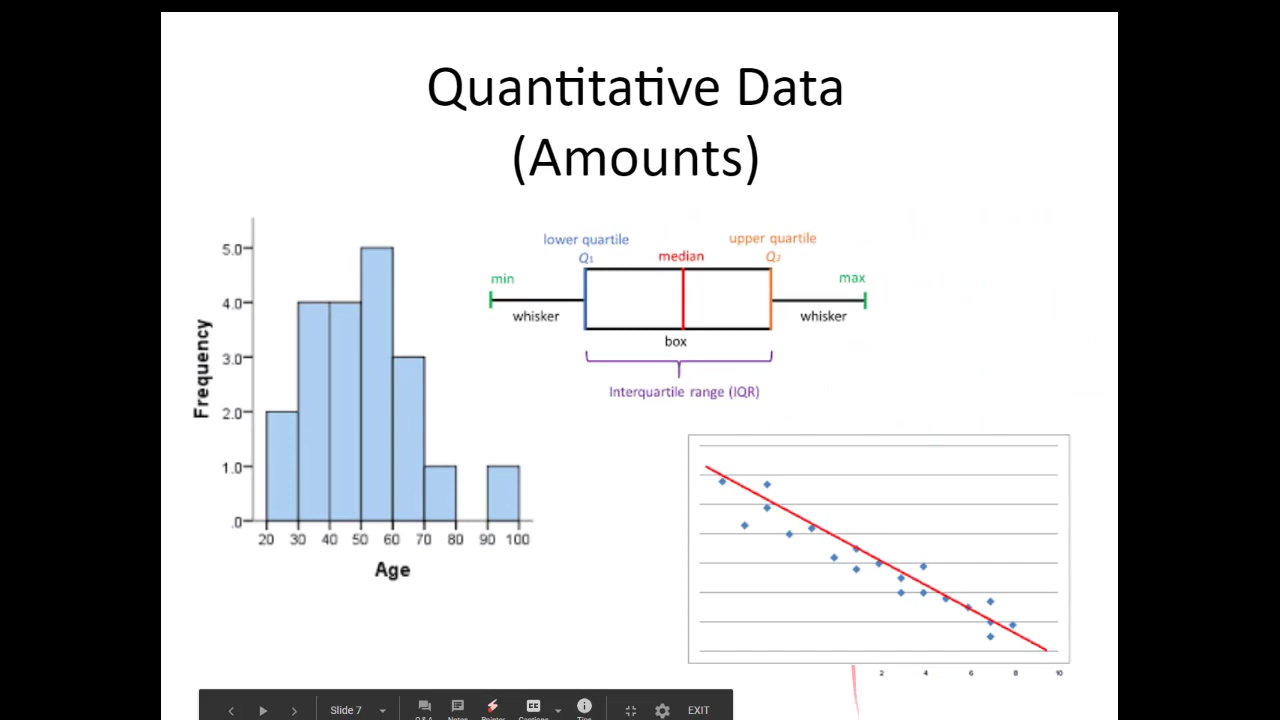 Quantitative Data
(Amounts)
5.0
4.0
3.0
2.0
1.0
.0
Frequency
20 30 40 50 60 70 80 90 100
Age
lower quartile
Q1
median
upper quartile
Q3
min
max
whisker
whisker
box
Interquartile range (IQR)
2 4 6 8 10
Slide 7
EXIT